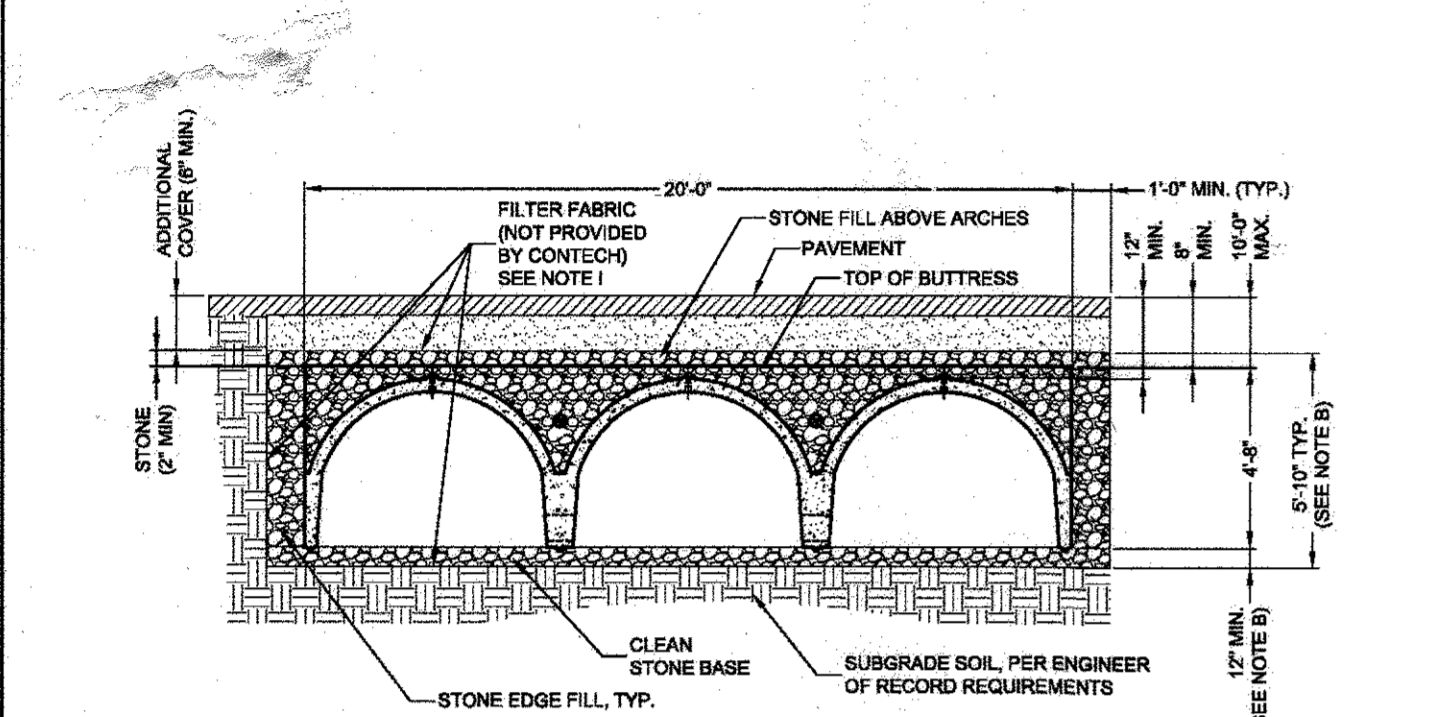 ADDITIONAL
COVER (6" MIN.)
20'-0"
1'-0" MIN. (TYP.)
FILTER FABRIC
(NOT PROVIDED
BY CONTECH)
SEE NOTE I
STONE FILL ABOVE ARCHES
PAVEMENT
TOP OF BUTTRESS
12"
MIN.
8"
MIN.
10'-0"
MAX.
STONE
(2" MIN)
4'-8"
5'-10" TYP.
(SEE NOTE B)
12" MIN.
SEE NOTE B)
CLEAN
STONE BASE
SUBGRADE SOIL, PER ENGINEER
OF RECORD REQUIREMENTS
STONE EDGE FILL, TYP.